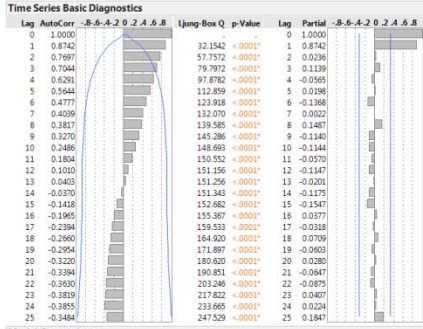 Time Series Basic Diagnostics
Lag AutoCorr -.8-.6-.4-.2 0 .2 .4 .6 .8 Ljung-Box Q p-Value Lag Partial -.8-.6-.4-.2 0 .2 .4 .6 .8
0 1.0000 . . 0 1.0000
1 0.8742 32.1542 <.0001* 1 0.8742
2 0.7697 57.7572 <.0001* 2 0.0236
3 0.7044 79.7972 <.0001* 3 0.1139
4 0.6291 97.8782 <.0001* 4 -0.0565
5 0.5644 112.859 <.0001* 5 0.0198
6 0.4777 123.918 <.0001* 6 -0.1368
7 0.4039 132.070 <.0001* 7 0.0022
8 0.3817 139.585 <.0001* 8 0.1487
9 0.3270 145.286 <.0001* 9 -0.1140
10 0.2486 148.693 <.0001* 10 -0.1144
11 0.1804 150.552 <.0001* 11 -0.0570
12 0.1010 151.156 <.0001* 12 -0.1147
13 0.0403 151.256 <.0001* 13 -0.0201
14 -0.0370 151.343 <.0001* 14 -0.1175
15 -0.1418 152.682 <.0001* 15 -0.1547
16 -0.1965 155.367 <.0001* 16 0.0377
17 -0.2394 159.533 <.0001* 17 -0.0318
18 -0.2660 164.920 <.0001* 18 0.0709
19 -0.2954 171.897 <.0001* 19 -0.0603
20 -0.3220 180.620 <.0001* 20 0.0280
21 -0.3394 190.851 <.0001* 21 -0.0647
22 -0.3630 203.246 <.0001* 22 -0.0875
23 -0.3819 217.822 <.0001* 23 0.0407
24 -0.3855 233.665 <.0001* 24 0.0224
25 -0.3484 247.529 <.0001* 25 0.1847